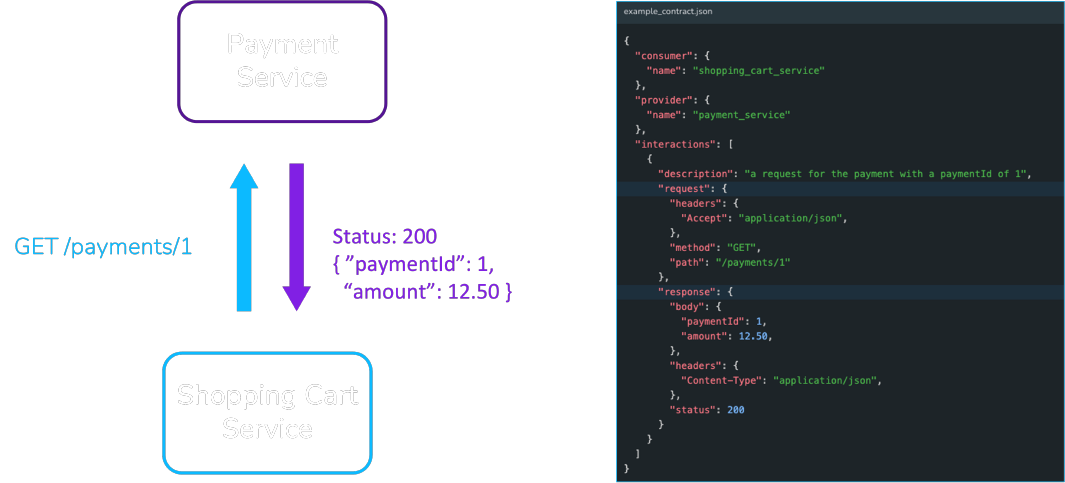 Payment
Service
GET /payments/1
Status: 200
{ ”paymentId”: 1,
“amount”: 12.50 }
Shopping Cart
Service
example_contract.json
{
"consumer": {
"name": "shopping_cart_service"
},
"provider": {
"name": "payment_service"
},
"interactions": [
{
"description": "a request for the payment with a paymentId of 1",
"request": {
"headers": {
"Accept": "application/json",
},
"method": "GET",
"path": "/payments/1"
},
"response": {
"body": {
"paymentId": 1,
"amount": 12.50,
},
"headers": {
"Content-Type": "application/json",
},
"status": 200
}
}
]
}